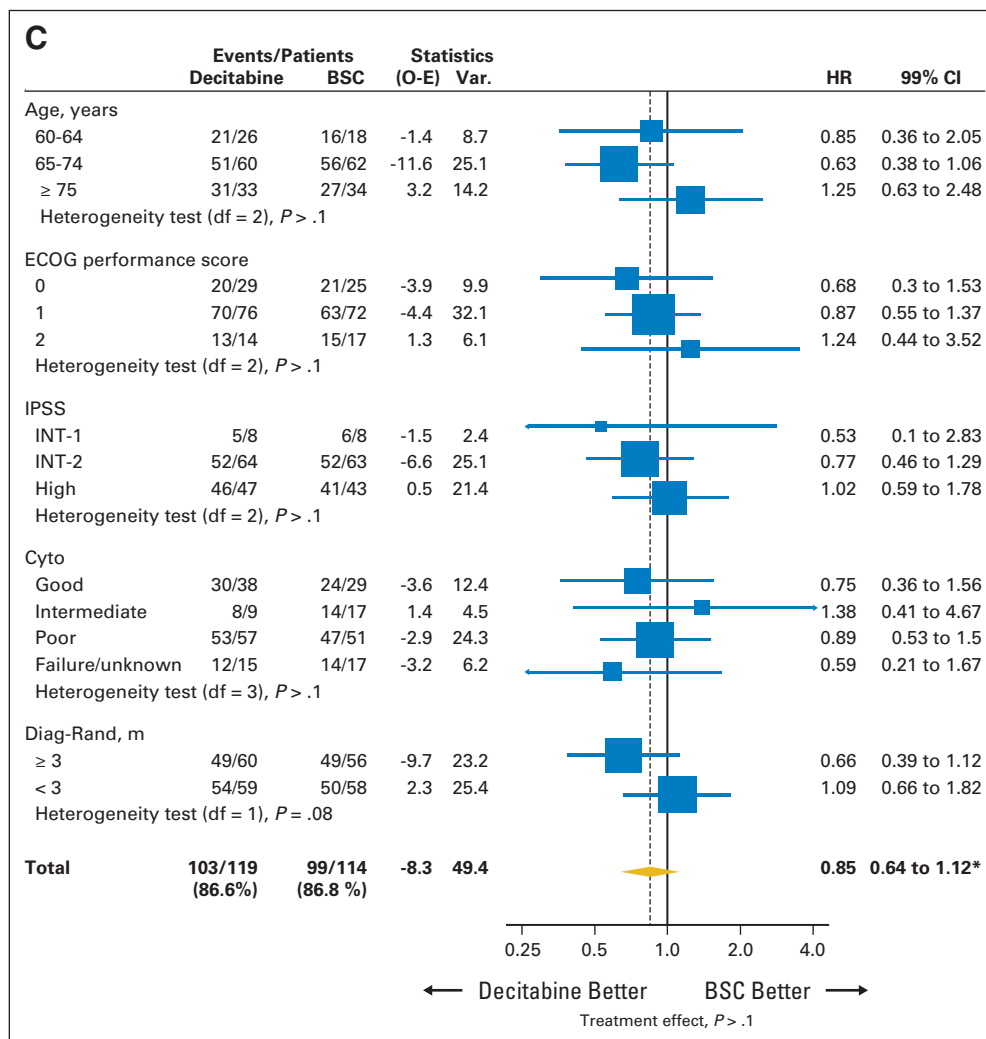 C
Events/Patients Statistics
Decitabine BSC (O-E) Var. HR 99% CI
Age, years
60-64 21/26 16/18 -1.4 8.7 0.85 0.36 to 2.05
65-74 51/60 56/62 -11.6 25.1 0.63 0.38 to 1.06
≥ 75 31/33 27/34 3.2 14.2 1.25 0.63 to 2.48
Heterogeneity test (df = 2), P > .1
ECOG performance score
0 20/29 21/25 -3.9 9.9 0.68 0.3 to 1.53
1 70/76 63/72 -4.4 32.1 0.87 0.55 to 1.37
2 13/14 15/17 1.3 6.1 1.24 0.44 to 3.52
Heterogeneity test (df = 2), P > .1
IPSS
INT-1 5/8 6/8 -1.5 2.4 0.53 0.1 to 2.83
INT-2 52/64 52/63 -6.6 25.1 0.77 0.46 to 1.29
High 46/47 41/43 0.5 21.4 1.02 0.59 to 1.78
Heterogeneity test (df = 2), P > .1
Cyto
Good 30/38 24/29 -3.6 12.4 0.75 0.36 to 1.56
Intermediate 8/9 14/17 1.4 4.5 1.38 0.41 to 4.67
Poor 53/57 47/51 -2.9 24.3 0.89 0.53 to 1.5
Failure/unknown 12/15 14/17 -3.2 6.2 0.59 0.21 to 1.67
Heterogeneity test (df = 3), P > .1
Diag-Rand, m
≥ 3 49/60 49/56 -9.7 23.2 0.66 0.39 to 1.12
< 3 54/59 50/58 2.3 25.4 1.09 0.66 to 1.82
Heterogeneity test (df = 1), P = .08
Total 103/119 99/114 -8.3 49.4 0.85 0.64 to 1.12*
(86.6%) (86.8 %)
0.25 0.5 1.0 2.0 4.0
Decitabine Better BSC Better
Treatment effect, P > .1